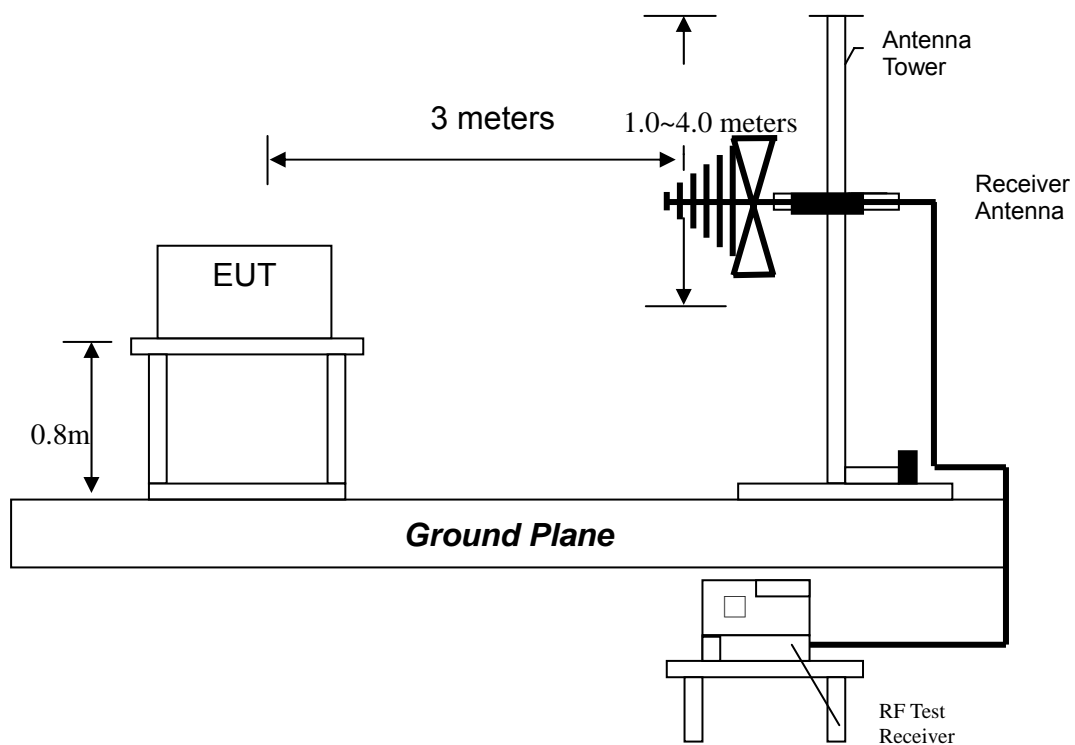 Antenna
Tower
3 meters
1.0~4.0 meters
Receiver
Antenna
EUT
0.8m
Ground Plane
RF Test
Receiver